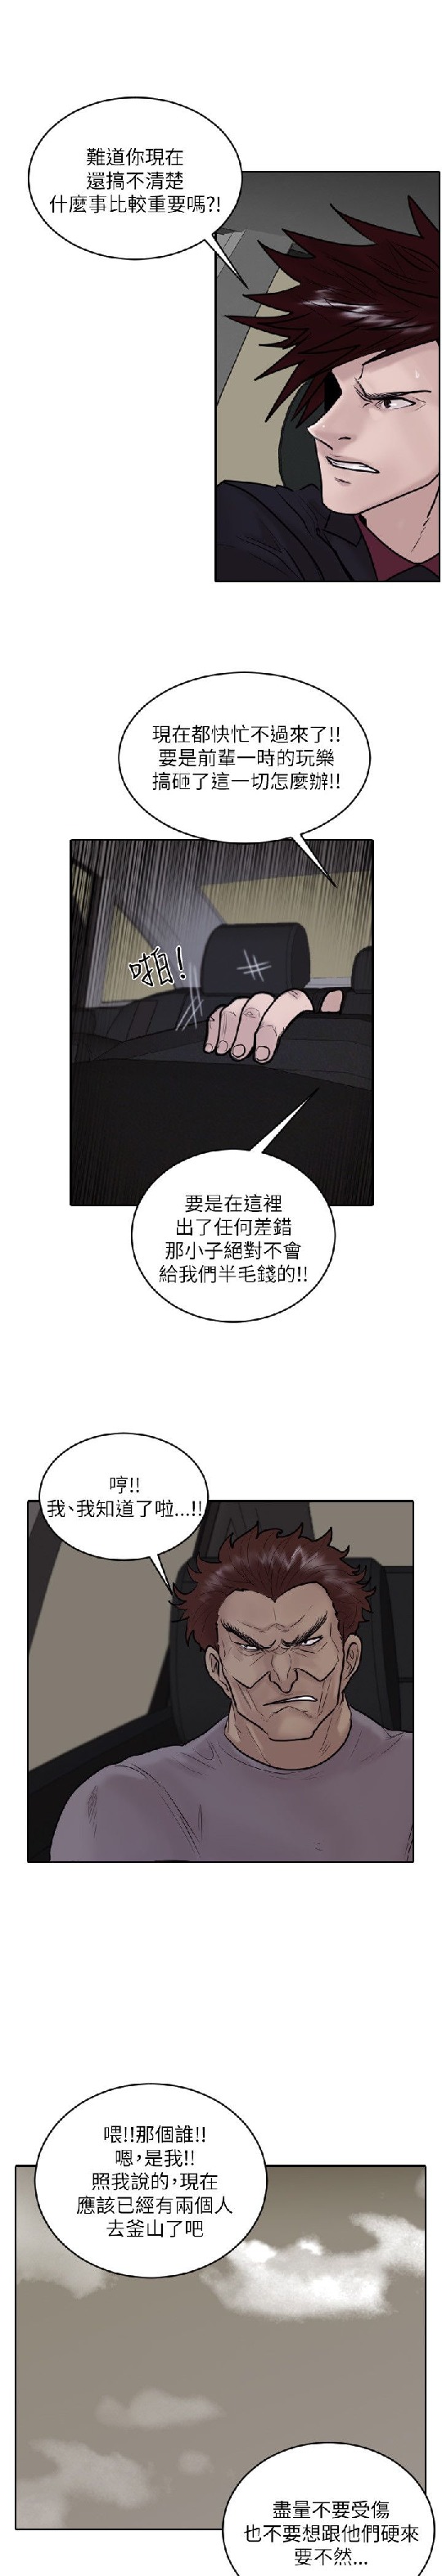 難道你現在
還搞不清楚
什麼事比較重要嗎?!
現在都快忙不過來了!!
要是前輩一時的玩樂
搞砸了這一切怎麼辦!!
啪!
要是在這裡
出了任何差錯
那小子絕對不會
給我們半毛錢的!!
哼!!
我、我知道了啦...!!
喂!!那個誰!!
嗯,是我!!
照我說的,現在
應該已經有兩個人
去釜山了吧
盡量不要受傷
也不要想跟他們硬來
要不然...